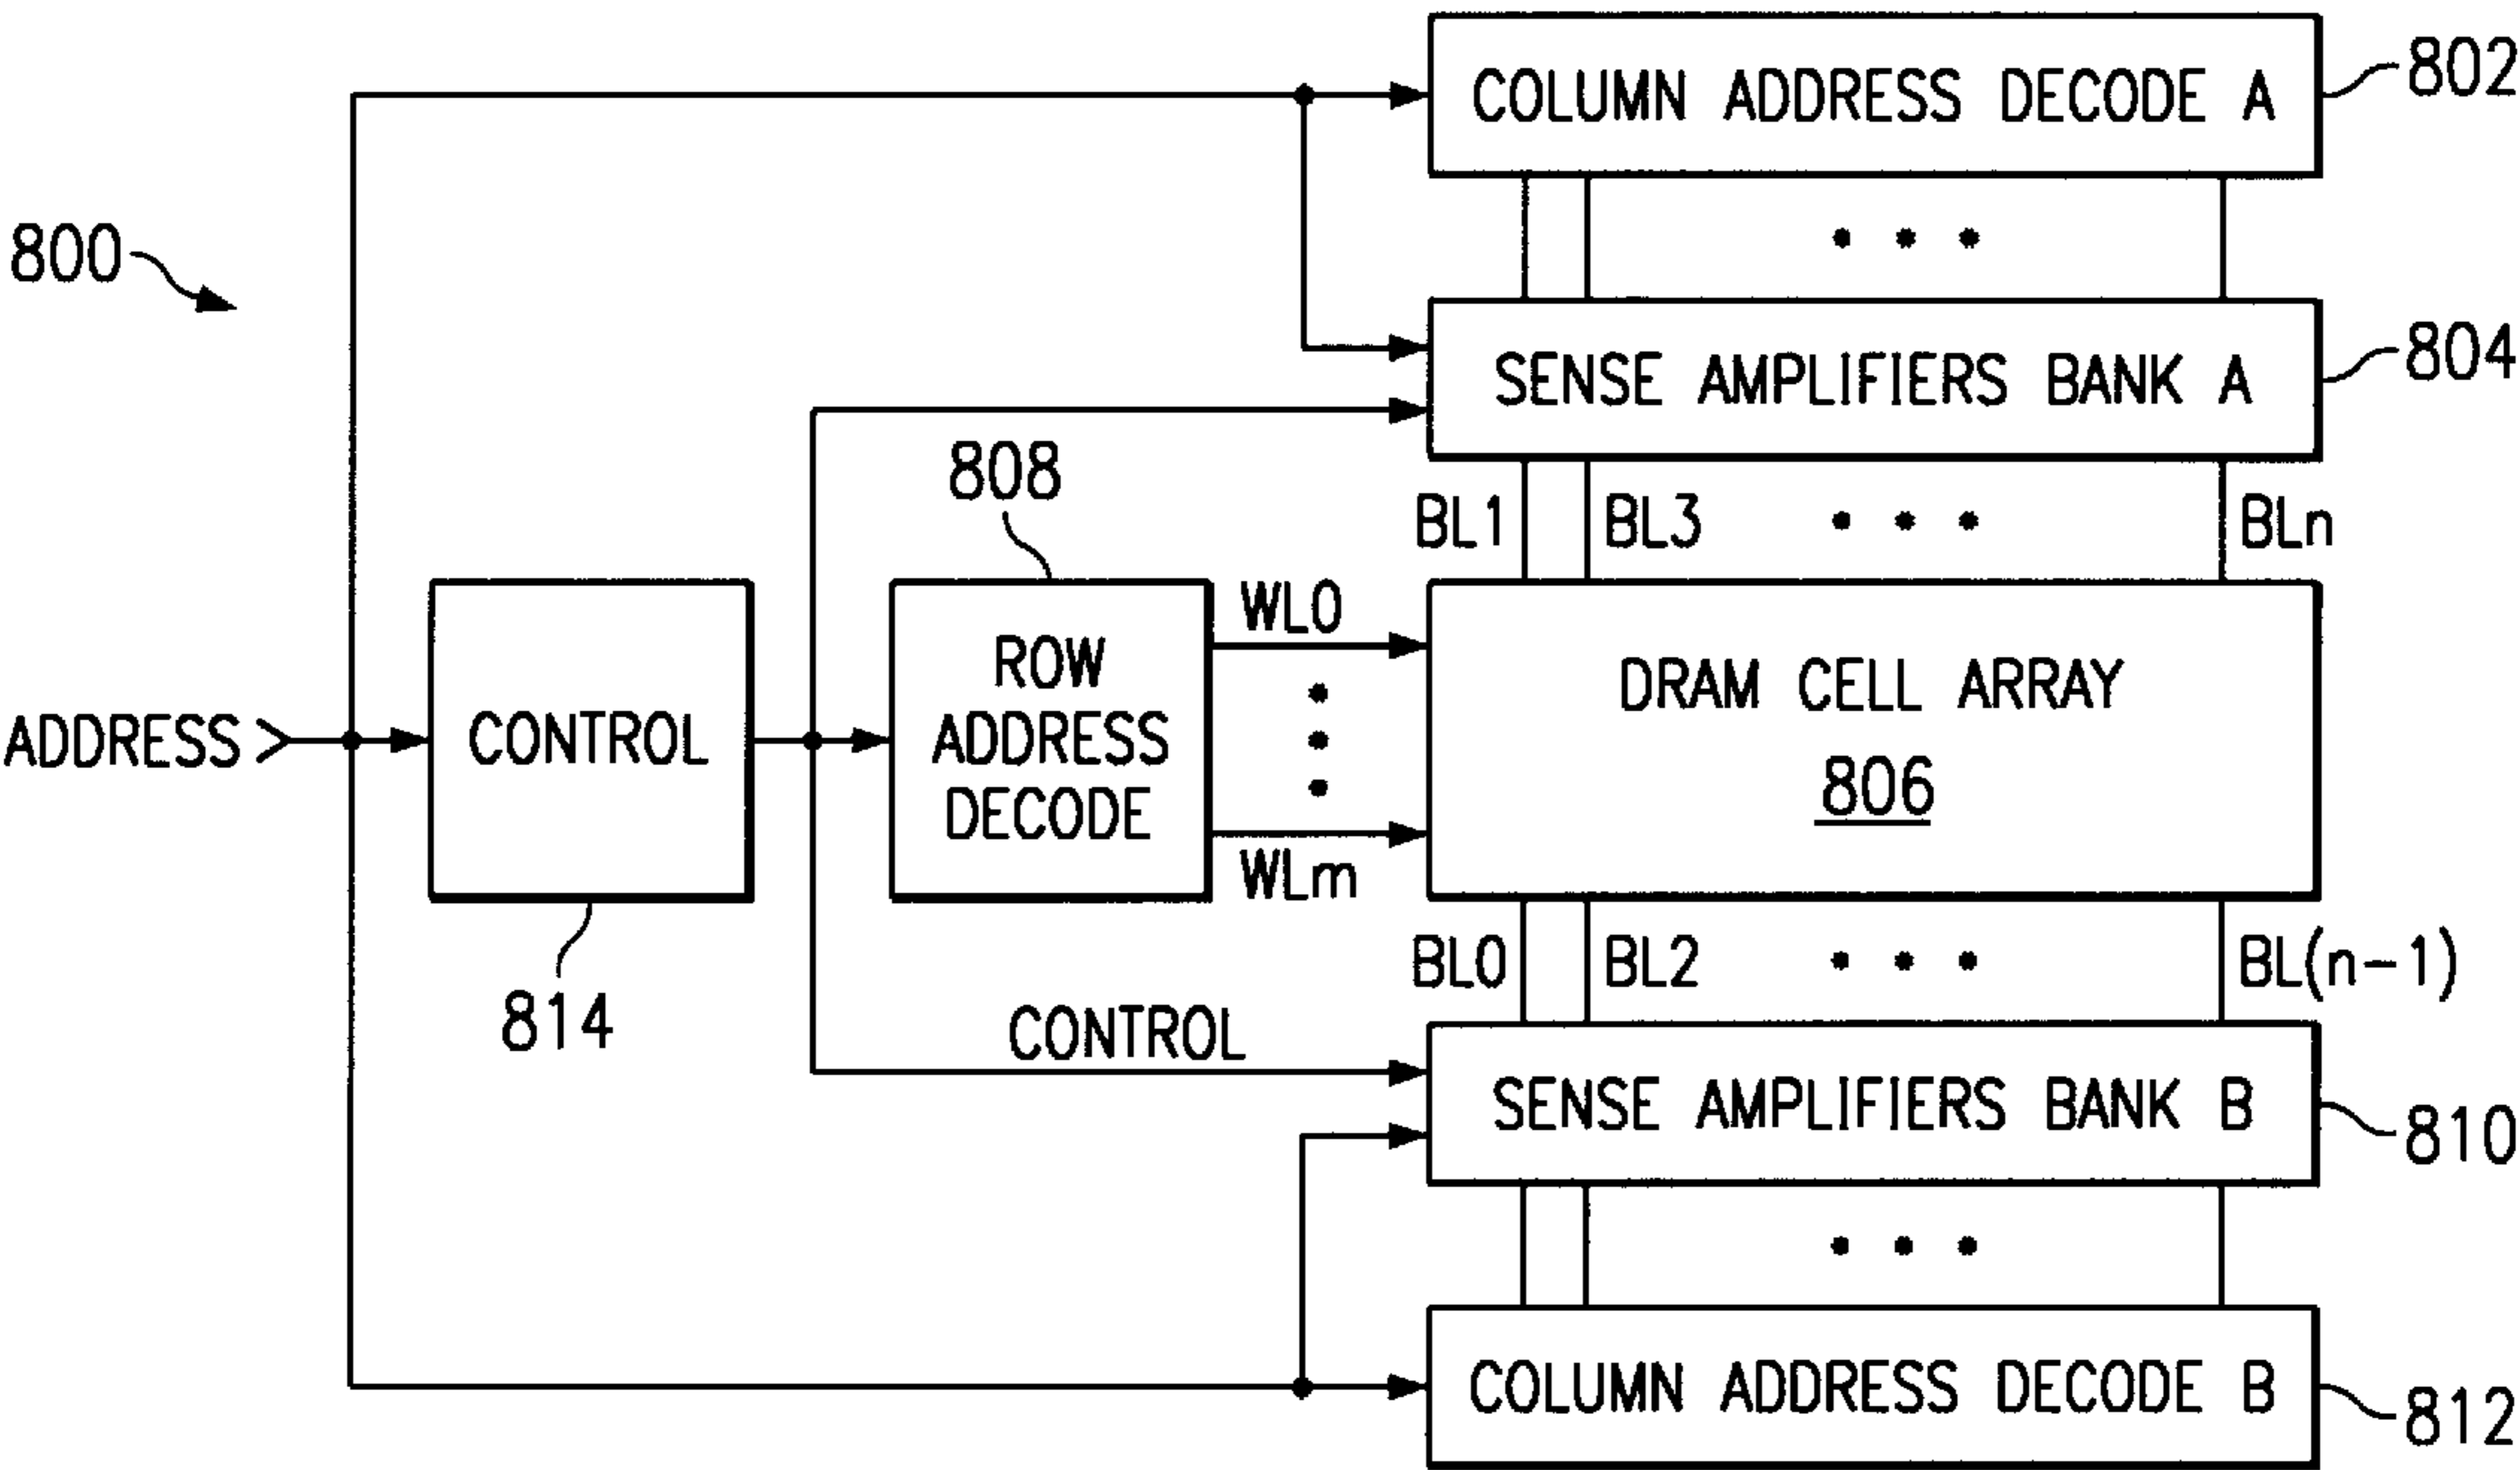 COLUMN ADDRESS DECODE A
802
800
SENSE AMPLIFIERS BANK A
804
808
BL1
BL3
BLn
WL0
ROW
ADDRESS
DECODE
DRAM CELL ARRAY
806
ADDRESS
CONTROL
WLm
814
BL0
BL2
BL(n-1)
CONTROL
SENSE AMPLIFIERS BANK B
810
COLUMN ADDRESS DECODE B
812